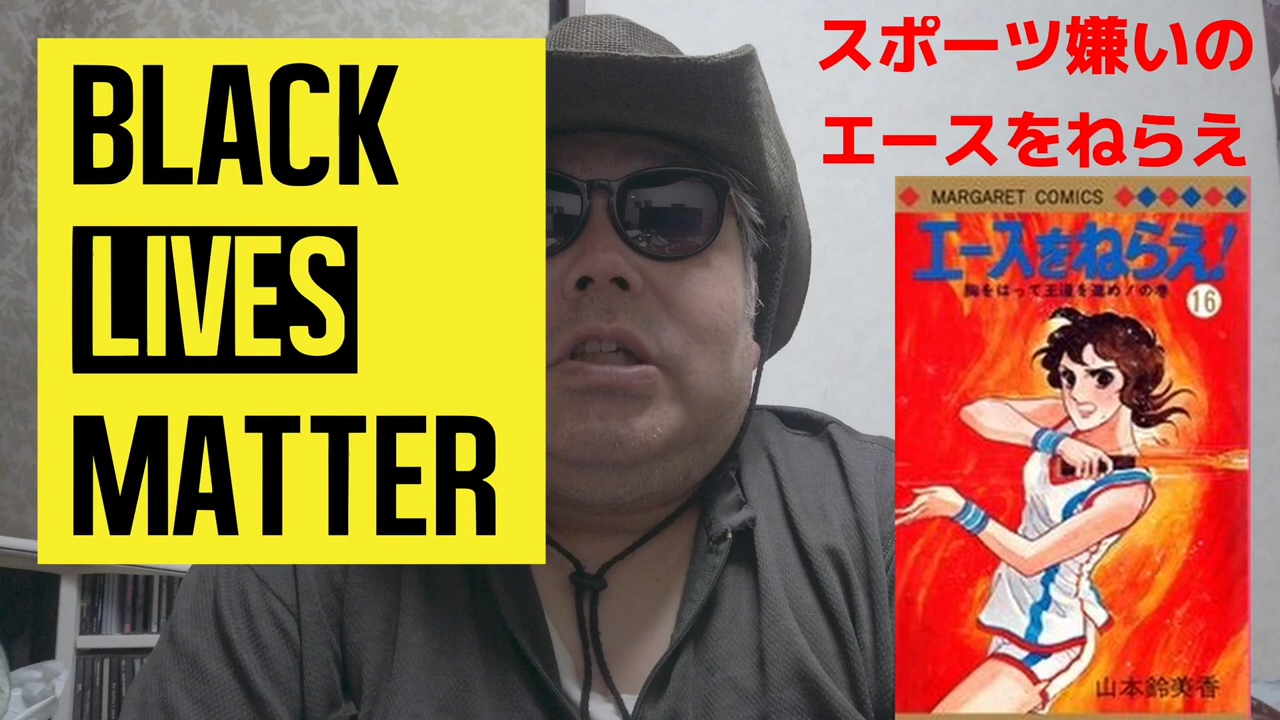 BLACK
LIVES
MATTER
スポーツ嫌いの
エースをねらえ
MARGARET COMICS
エースをねらえ!
胸をはって王道を進め!の巻
16
山本鈴美香